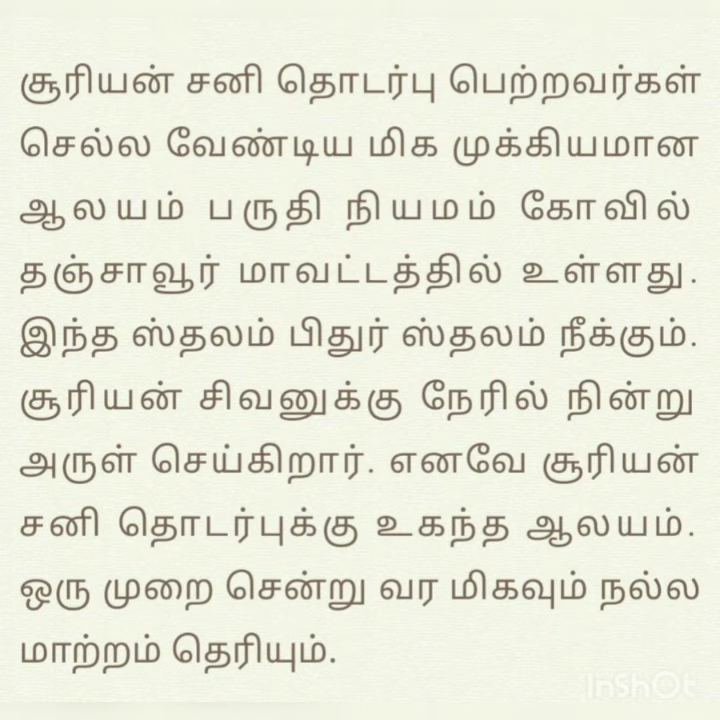 சூரியன் சனி தொடர்பு பெற்றவர்கள்
செல்ல வேண்டிய மிக முக்கியமான
ஆலயம் பருதி நியமம் கோவில்
தஞ்சாவூர் மாவட்டத்தில் உள்ளது.
இந்த ஸ்தலம் பிதுர் ஸ்தலம் நீக்கும்.
சூரியன் சிவனுக்கு நேரில் நின்று
அருள் செய்கிறார். எனவே சூரியன்
சனி தொடர்புக்கு உகந்த ஆலயம்.
ஒரு முறை சென்று வர மிகவும் நல்ல
மாற்றம் தெரியும்.
InShOt